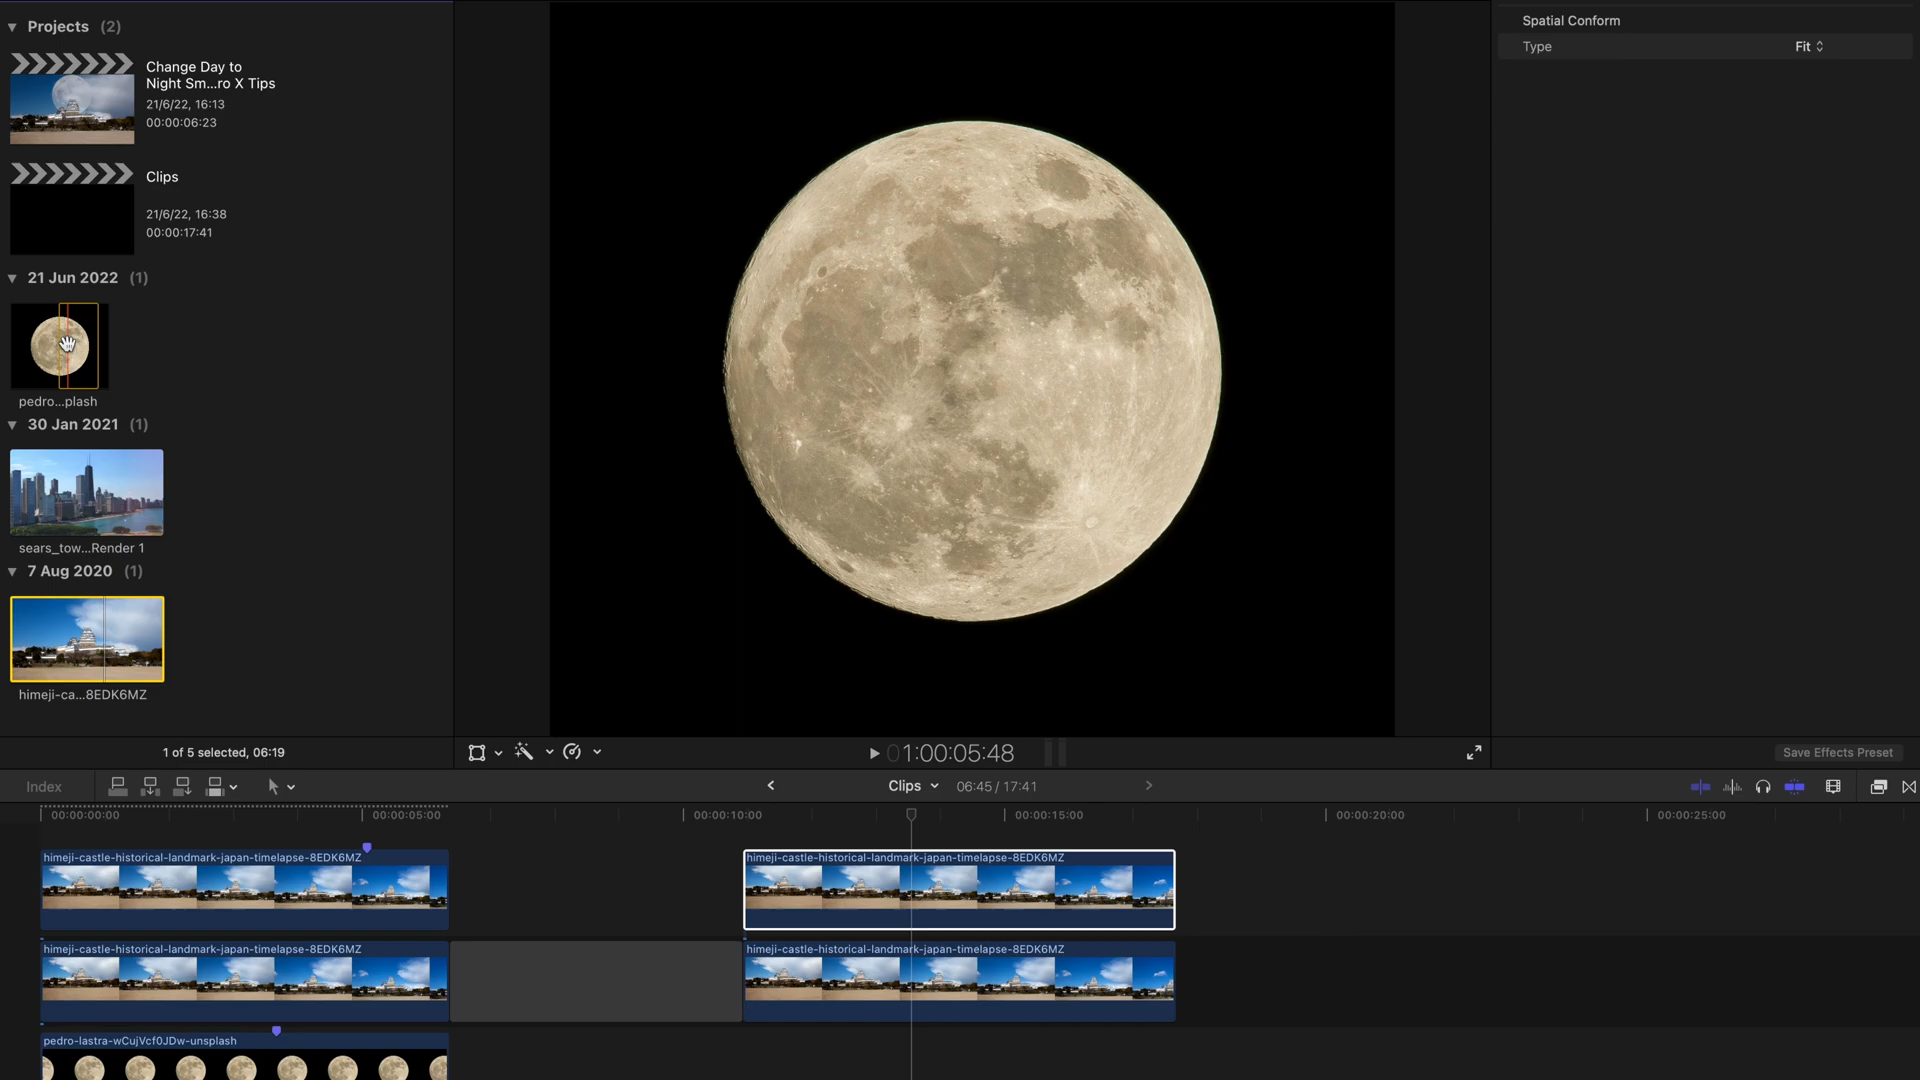 Projects (2)
Change Day to
Night Sm...ro X Tips
21/6/22, 16:13
00:00:06:23
Clips
21/6/22, 16:38
00:00:17:41
21 Jun 2022 (1)
pedro...plash
30 Jan 2021 (1)
sears_tow...Render 1
7 Aug 2020 (1)
himeji-ca...8EDK6MZ
1 of 5 selected, 06:19
Spatial Conform
Type Fit
01:00:05:48
Save Effects Preset
Index
Clips 06:45 / 17:41
00:00:00:00 00:00:05:00 00:00:10:00 00:00:15:00 00:00:20:00 00:00:25:00
himeji-castle-historical-landmark-japan-timelapse-8EDK6MZ himeji-castle-historical-landmark-japan-timelapse-8EDK6MZ
himeji-castle-historical-landmark-japan-timelapse-8EDK6MZ himeji-castle-historical-landmark-japan-timelapse-8EDK6MZ
pedro-lastra-wCujVcf0JDw-unsplash